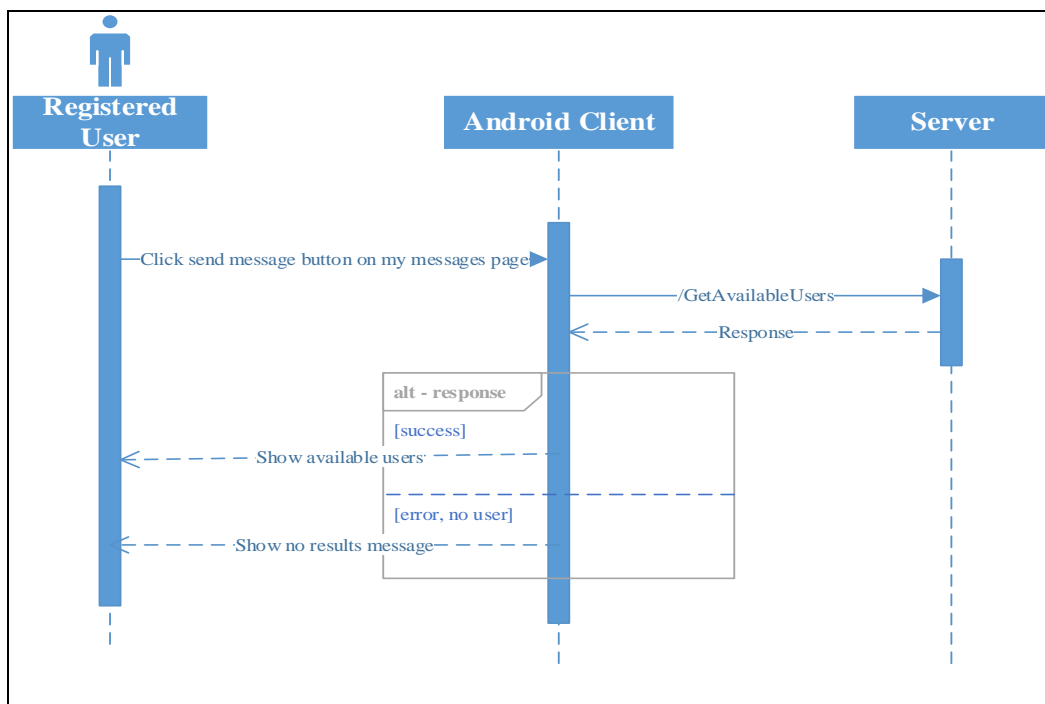 Registered
User
Android Client
Server
Click send message button on my messages page
/GetAvailableUsers
Response
alt - response
[success]
Show available users
[error, no user]
Show no results message